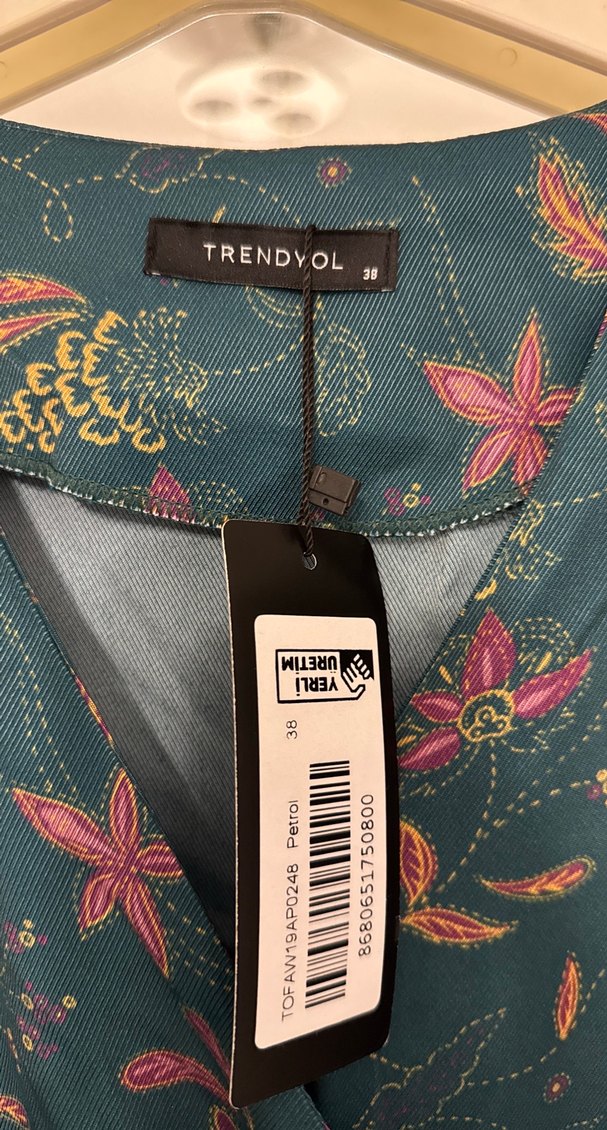 TRENDYOL
38
YERLİ
ÜRETİM
38
TOFAW19AP0248 Petrol
8680651750800